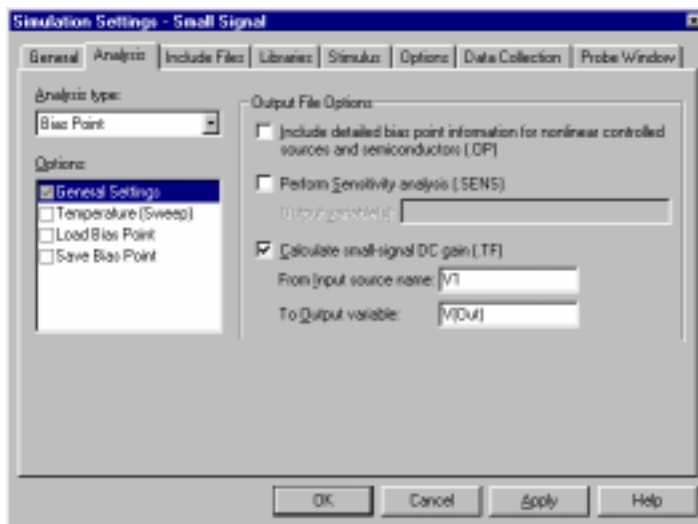 Simulation Settings - Small Signal
General Analysis Include Files Libraries Stimulus Options Data Collection Probe Window
Analysis type:
Bias Point
Options:
General Settings
Temperature (Sweep)
Load Bias Point
Save Bias Point
Output File Options
Include detailed bias point information for nonlinear controlled
sources and semiconductors (.OP)
Perform Sensitivity analysis (.SENS)
Output variable(s):
Calculate small-signal DC gain (.TF)
From Input source name: V1
To Output variable: V(Out)
OK Cancel Apply Help